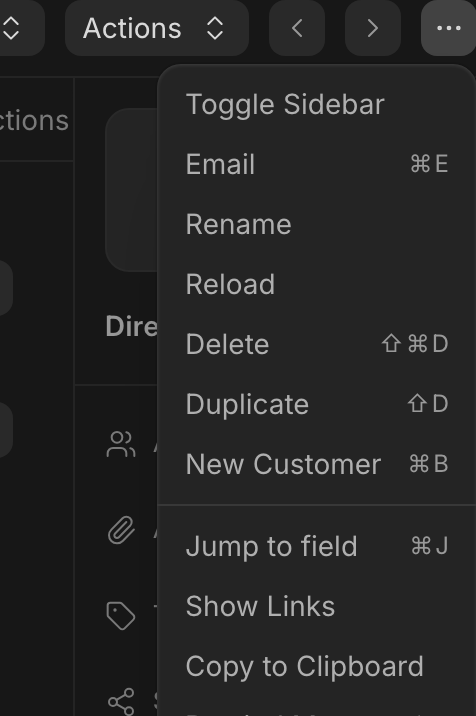 Actions
ctions
Toggle Sidebar
Email ⌘E
Rename
Reload
Dire
Delete ⇧⌘D
Duplicate ⇧D
New Customer ⌘B
Jump to field ⌘J
Show Links
Copy to Clipboard